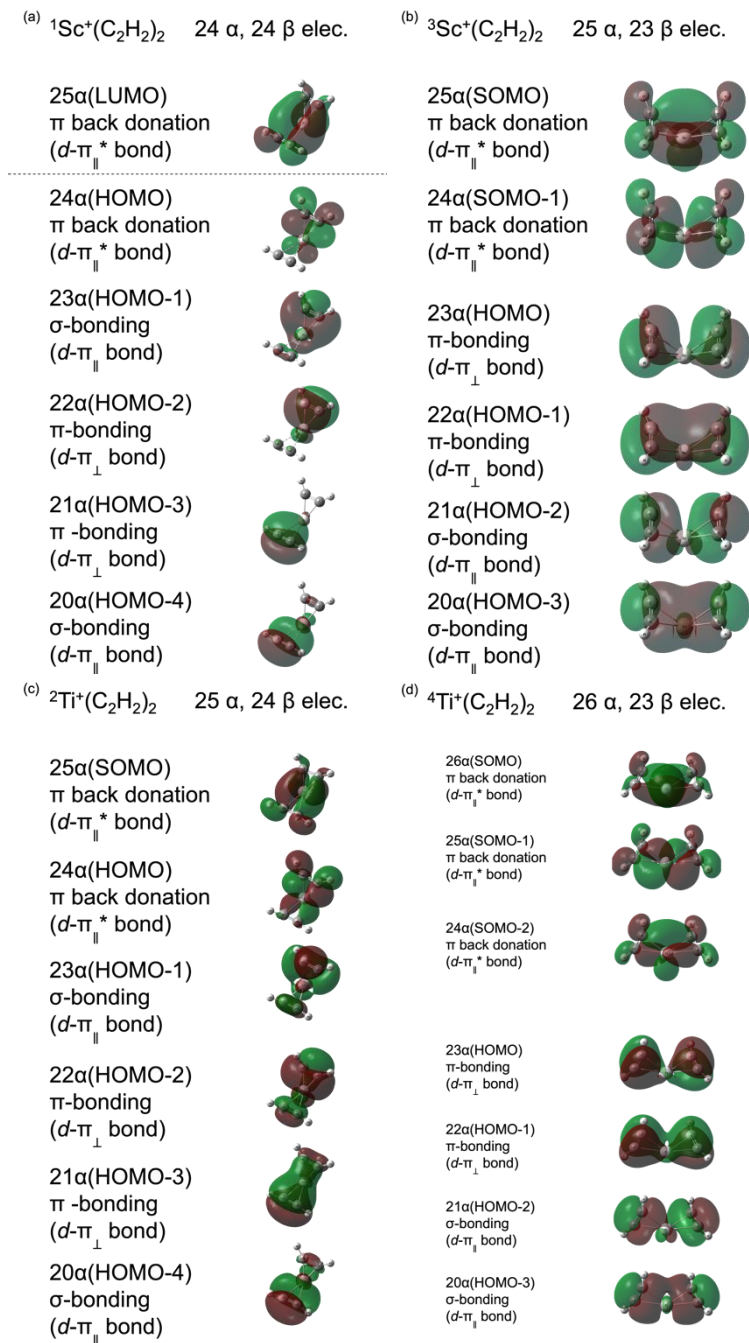 (a) ¹Sc⁺(C₂H₂)₂ 24 α, 24 β elec.
25α(LUMO)
π back donation
(d-π∥* bond)
24α(HOMO)
π back donation
(d-π∥* bond)
23α(HOMO-1)
σ-bonding
(d-π∥ bond)
22α(HOMO-2)
π-bonding
(d-π⊥ bond)
21α(HOMO-3)
π -bonding
(d-π⊥ bond)
20α(HOMO-4)
σ-bonding
(d-π∥ bond)
(b) ³Sc⁺(C₂H₂)₂ 25 α, 23 β elec.
25α(SOMO)
π back donation
(d-π∥* bond)
24α(SOMO-1)
π back donation
(d-π∥* bond)
23α(HOMO)
π-bonding
(d-π⊥ bond)
22α(HOMO-1)
π-bonding
(d-π⊥ bond)
21α(HOMO-2)
σ-bonding
(d-π∥ bond)
20α(HOMO-3)
σ-bonding
(d-π∥ bond)
(c) ²Ti⁺(C₂H₂)₂ 25 α, 24 β elec.
25α(SOMO)
π back donation
(d-π∥* bond)
24α(HOMO)
π back donation
(d-π∥* bond)
23α(HOMO-1)
σ-bonding
(d-π∥ bond)
22α(HOMO-2)
π-bonding
(d-π⊥ bond)
21α(HOMO-3)
π -bonding
(d-π⊥ bond)
20α(HOMO-4)
σ-bonding
(d-π∥ bond)
(d) ⁴Ti⁺(C₂H₂)₂ 26 α, 23 β elec.
26α(SOMO)
π back donation
(d-π∥* bond)
25α(SOMO-1)
π back donation
(d-π∥* bond)
24α(SOMO-2)
π back donation
(d-π∥* bond)
23α(HOMO)
π-bonding
(d-π⊥ bond)
22α(HOMO-1)
π-bonding
(d-π⊥ bond)
21α(HOMO-2)
σ-bonding
(d-π∥ bond)
20α(HOMO-3)
σ-bonding
(d-π∥ bond)